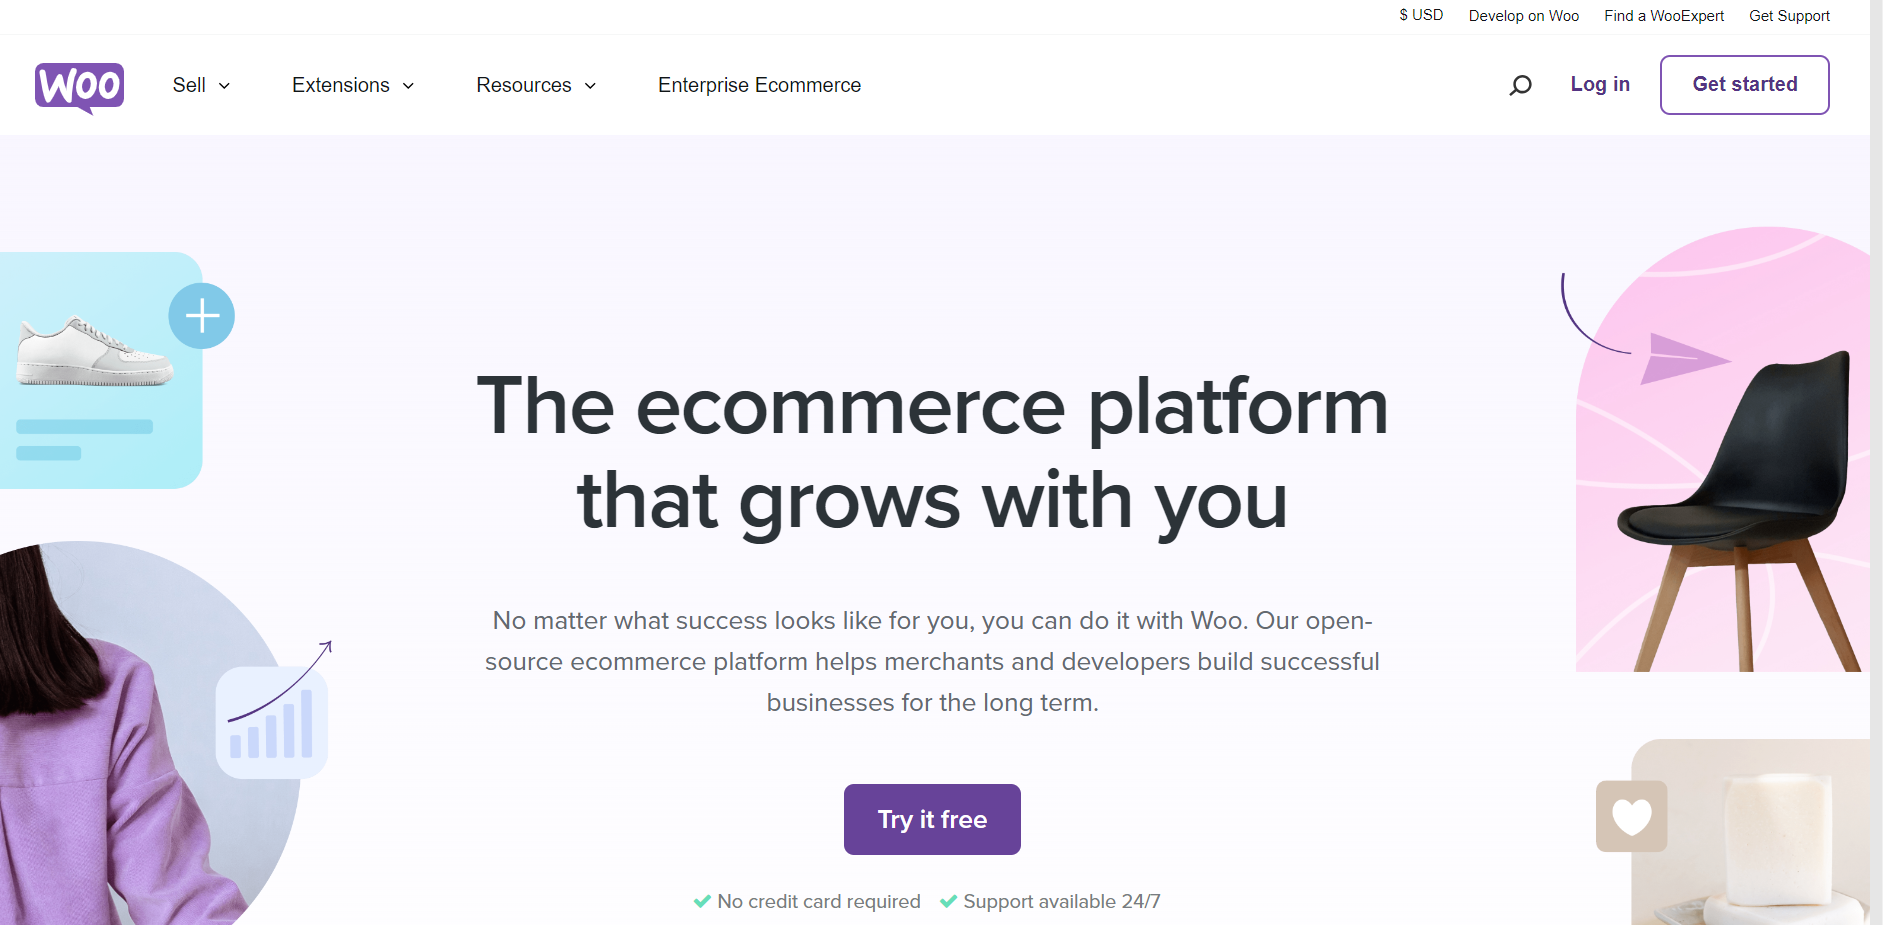 $ USD Develop on Woo Find a WooExpert Get Support
Woo Sell Extensions Resources Enterprise Ecommerce Log in Get started
The ecommerce platform
that grows with you
No matter what success looks like for you, you can do it with Woo. Our open-
source ecommerce platform helps merchants and developers build successful
businesses for the long term.
Try it free
No credit card required Support available 24/7